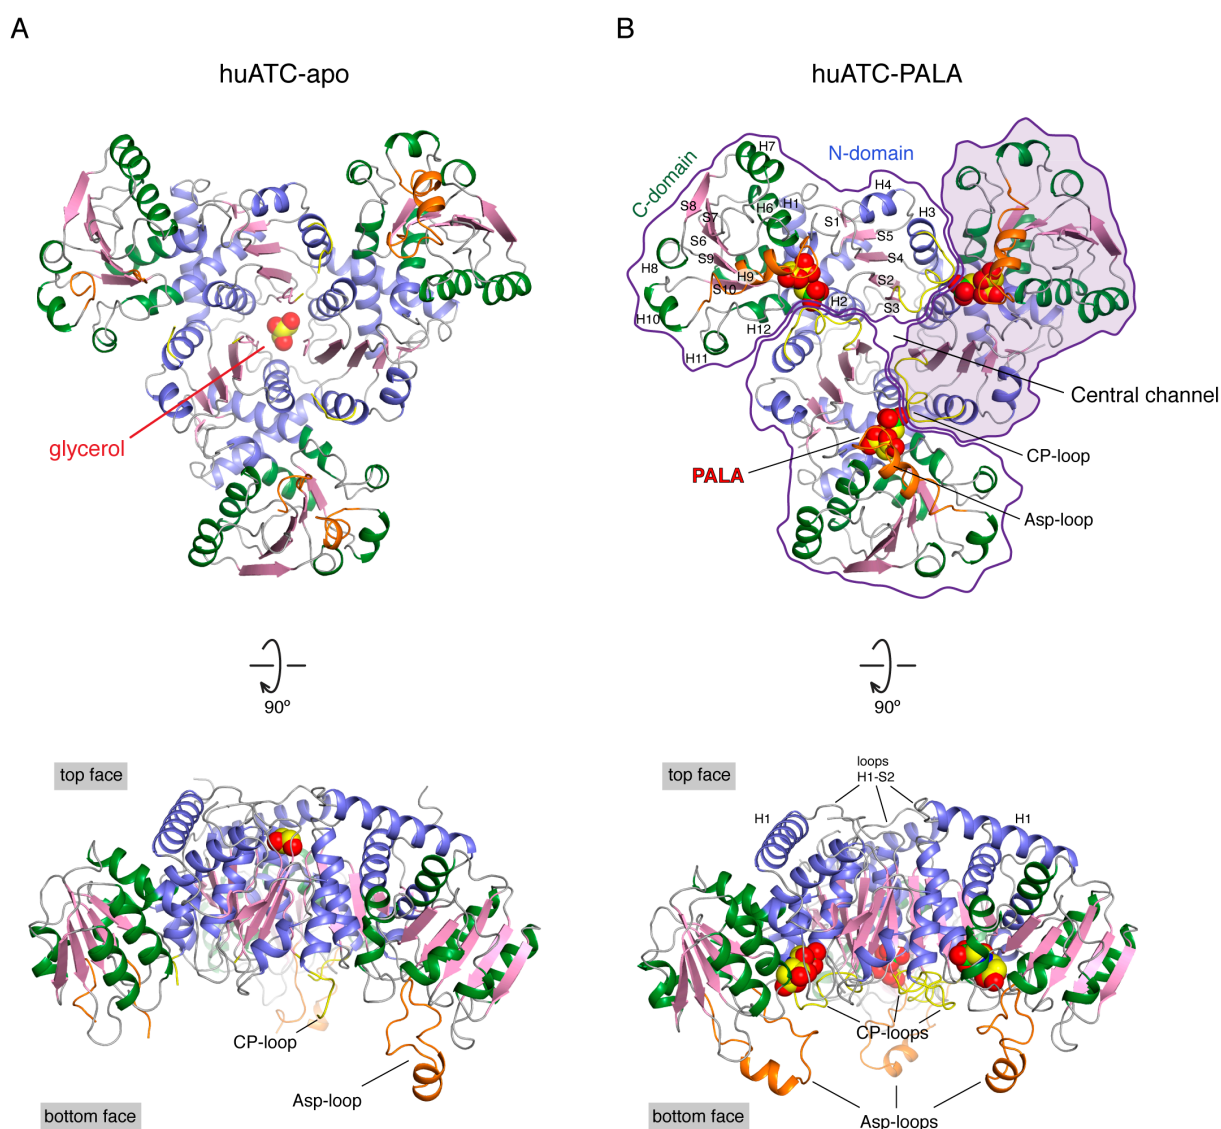 A
B
huATC-apo
huATC-PALA
glycerol
C-domain
N-domain
H7
H4
S8
S7
H6
H1
S1
H3
S6
S5
S9
S4
H8
H9
S2
S10
H2
S3
H10
H12
H11
Central channel
CP-loop
PALA
Asp-loop
90º
90º
top face
CP-loop
Asp-loop
bottom face
top face
loops
H1-S2
H1
H1
CP-loops
bottom face
Asp-loops